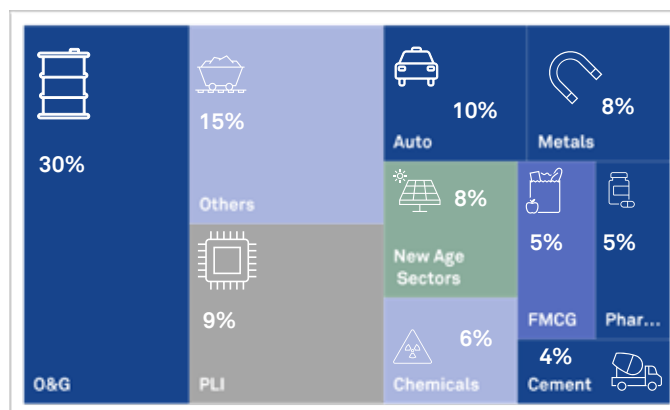 30%
O&G
15%
Others
9%
PLI
10%
Auto
8%
Metals
8%
New Age
Sectors
6%
Chemicals
5%
FMCG
5%
Phar...
4%
Cement